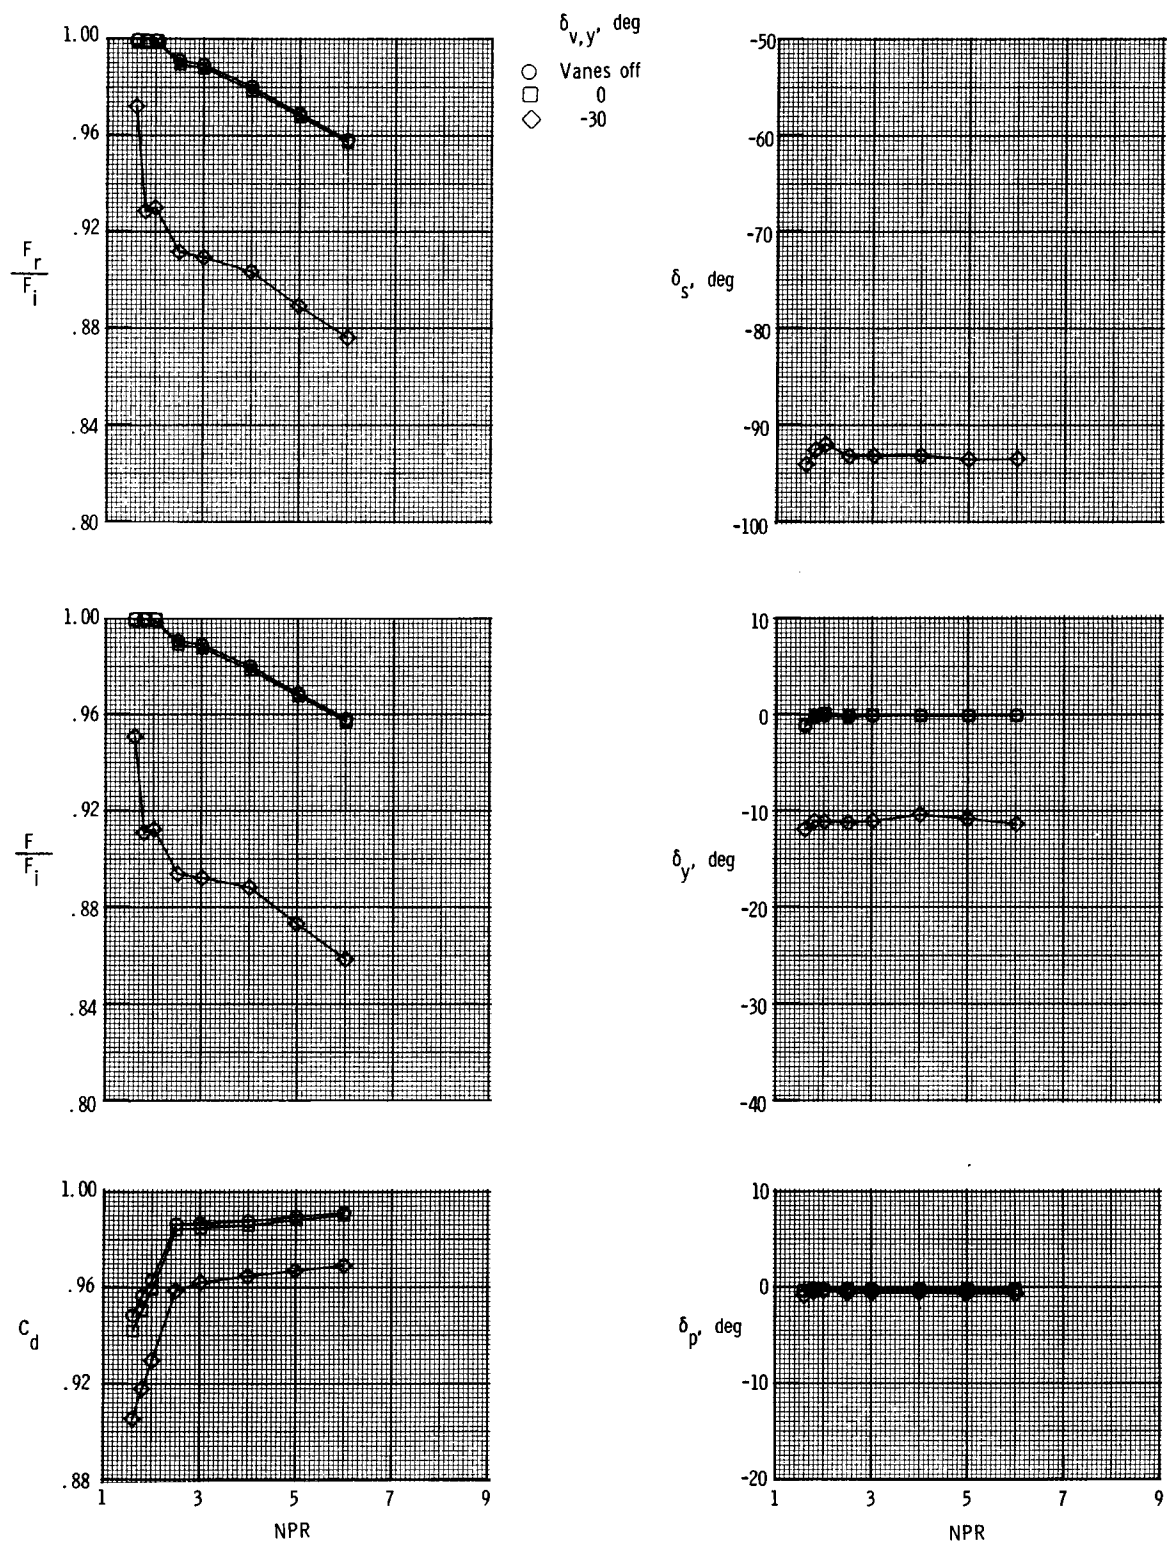 δv,y, deg
Vanes off
0
-30
1.00
.96
.92
.88
.84
.80
Fr
Fi
-50
-60
-70
-80
-90
-100
δs, deg
1.00
.96
.92
.88
.84
.80
F
Fi
10
0
-10
-20
-30
-40
δy, deg
1.00
.96
.92
.88
Cd
1 3 5 7 9
NPR
10
0
-10
-20
δp, deg
1 3 5 7 9
NPR